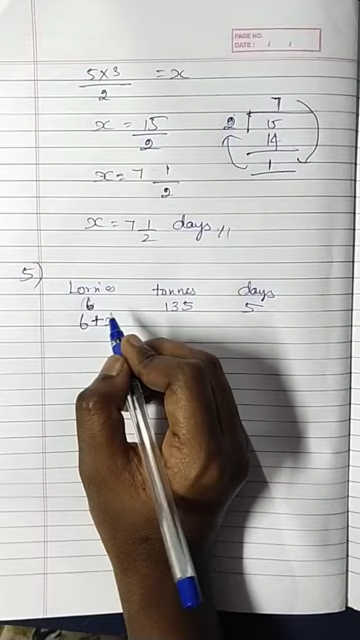 PAGE NO.
DATE: / /
5×3/2 = x
x = 15/2
7
2 15
14
1
x = 7 1/2
x = 7 1/2 days //
5)
Lorries tonnes days
6 135 5
6+